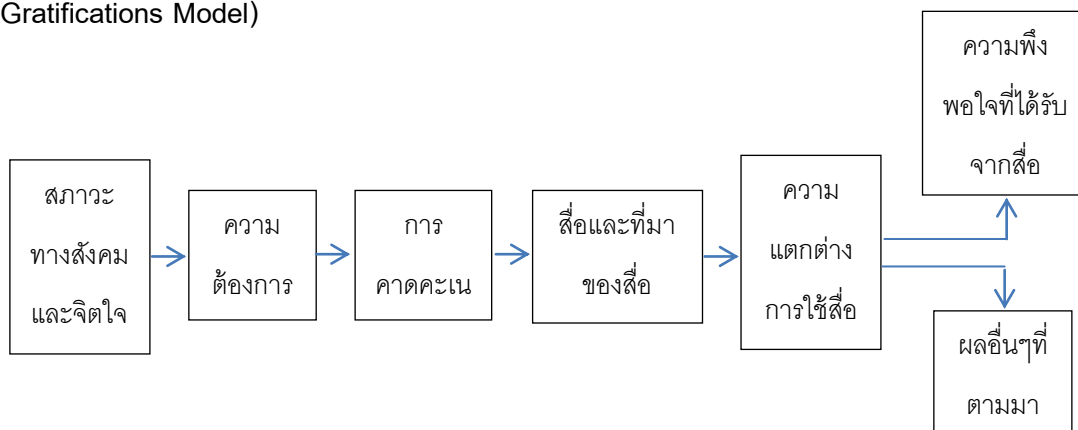 Gratifications Model)
สภาวะ
ทางสังคม
และจิตใจ
ความ
ต้องการ
การ
คาดคะเน
สื่อและที่มา
ของสื่อ
ความ
แตกต่าง
การใช้สื่อ
ความพึง
พอใจที่ได้รับ
จากสื่อ
ผลอื่นๆที่
ตามมา